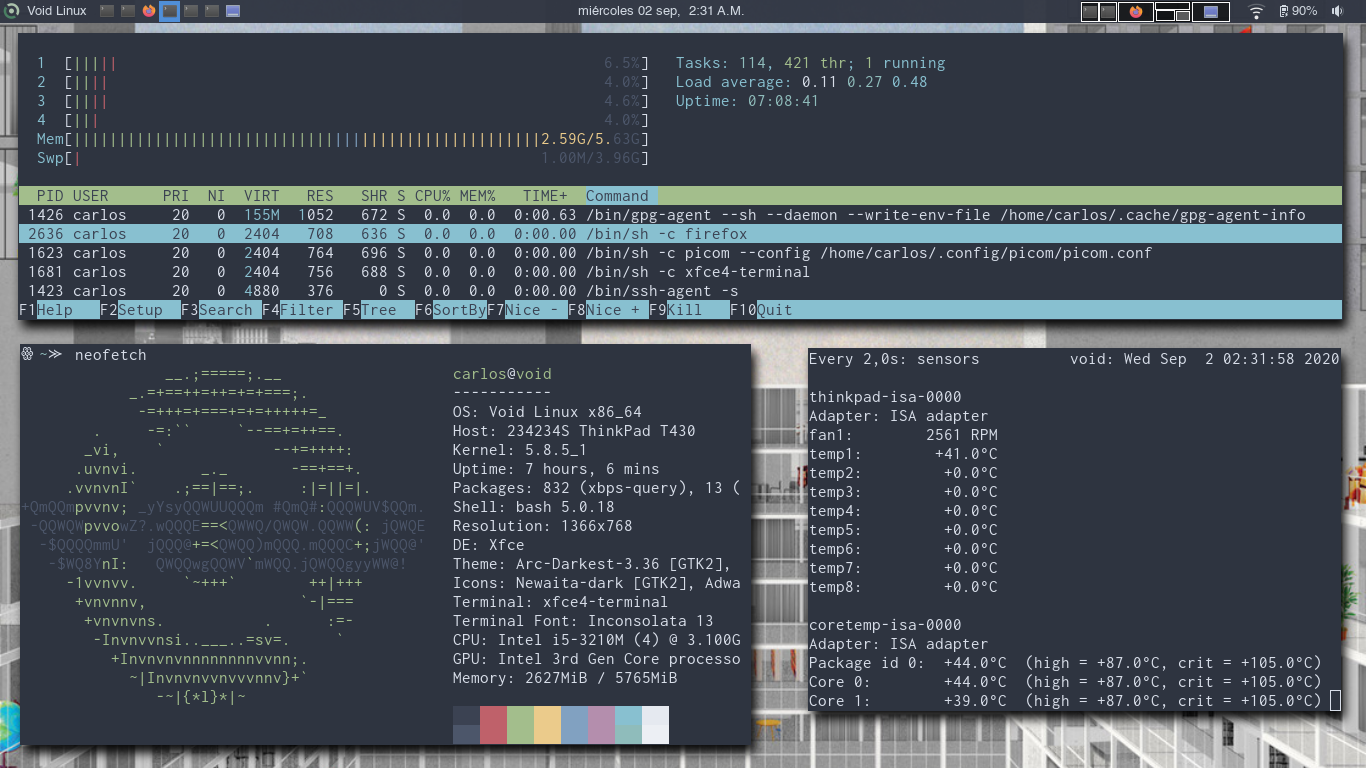 Void Linux
miércoles 02 sep,  2:31 A.M.
90%
1  [|||||                                                      6.5%]   Tasks: 114, 421 thr; 1 running
2  [||||                                                       4.0%]   Load average: 0.11 0.27 0.48
3  [||||                                                       4.6%]   Uptime: 07:08:41
4  [|||                                                        4.0%]
Mem[||||||||||||||||||||||||||||||||||||||||||||||||||||2.59G/5.63G]
Swp[|                                                   1.00M/3.96G]
PID USER      PRI  NI  VIRT   RES   SHR S CPU% MEM%   TIME+  Command
1426 carlos     20   0  155M  1052   672 S  0.0  0.0  0:00.63 /bin/gpg-agent --sh --daemon --write-env-file /home/carlos/.cache/gpg-agent-info
2636 carlos     20   0  2404   708   636 S  0.0  0.0  0:00.00 /bin/sh -c firefox
1623 carlos     20   0  2404   764   696 S  0.0  0.0  0:00.00 /bin/sh -c picom --config /home/carlos/.config/picom/picom.conf
1681 carlos     20   0  2404   756   688 S  0.0  0.0  0:00.00 /bin/sh -c xfce4-terminal
1423 carlos     20   0  4880   376     0 S  0.0  0.0  0:00.00 /bin/ssh-agent -s
F1Help   F2Setup  F3Search F4Filter F5Tree   F6SortByF7Nice - F8Nice + F9Kill   F10Quit
~≫ neofetch
carlos@void
-----------
OS: Void Linux x86_64
Host: 234234S ThinkPad T430
Kernel: 5.8.5_1
Uptime: 7 hours, 6 mins
Packages: 832 (xbps-query), 13 (
Shell: bash 5.0.18
Resolution: 1366x768
DE: Xfce
Theme: Arc-Darkest-3.36 [GTK2],
Icons: Newaita-dark [GTK2], Adwa
Terminal: xfce4-terminal
Terminal Font: Inconsolata 13
CPU: Intel i5-3210M (4) @ 3.100G
GPU: Intel 3rd Gen Core processo
Memory: 2627MiB / 5765MiB
Every 2,0s: sensors          void: Wed Sep  2 02:31:58 2020
thinkpad-isa-0000
Adapter: ISA adapter
fan1:        2561 RPM
temp1:        +41.0°C
temp2:         +0.0°C
temp3:         +0.0°C
temp4:         +0.0°C
temp5:         +0.0°C
temp6:         +0.0°C
temp7:         +0.0°C
temp8:         +0.0°C
coretemp-isa-0000
Adapter: ISA adapter
Package id 0:  +44.0°C  (high = +87.0°C, crit = +105.0°C)
Core 0:        +44.0°C  (high = +87.0°C, crit = +105.0°C)
Core 1:        +39.0°C  (high = +87.0°C, crit = +105.0°C)